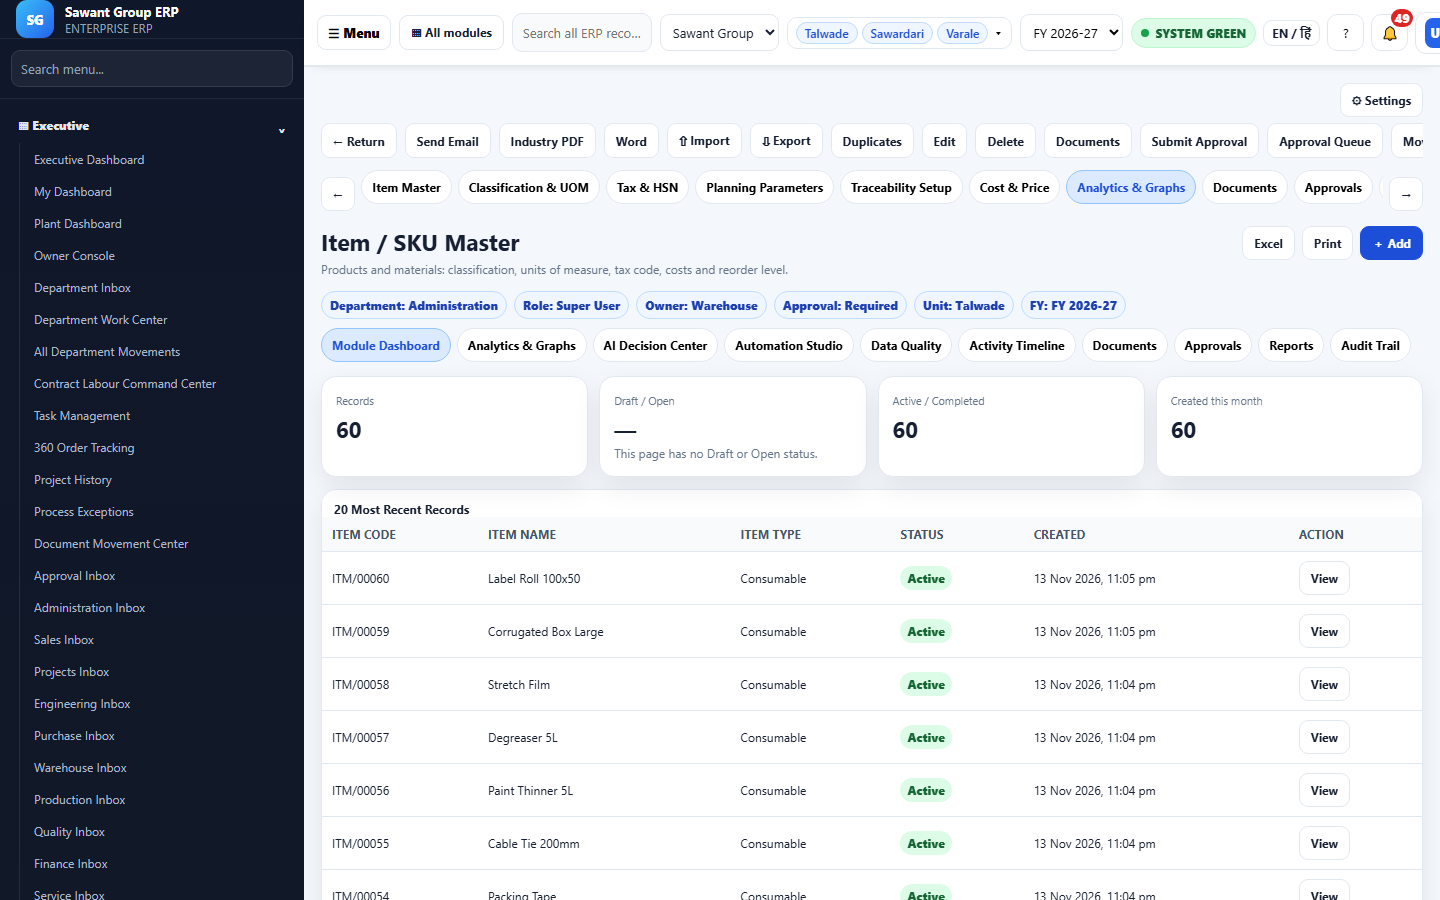 SG
Sawant Group ERP
ENTERPRISE ERP
Search menu...
Executive
Executive Dashboard
My Dashboard
Plant Dashboard
Owner Console
Department Inbox
Department Work Center
All Department Movements
Contract Labour Command Center
Task Management
360 Order Tracking
Project History
Process Exceptions
Document Movement Center
Approval Inbox
Administration Inbox
Sales Inbox
Projects Inbox
Engineering Inbox
Purchase Inbox
Warehouse Inbox
Production Inbox
Quality Inbox
Finance Inbox
Service Inbox
☰ Menu
All modules
Search all ERP reco...
Sawant Group
Talwade
Sawardari
Varale
FY 2026-27
SYSTEM GREEN
EN / हिं
?
49
U
⚙ Settings
← Return
Send Email
Industry PDF
Word
⇧ Import
⇩ Export
Duplicates
Edit
Delete
Documents
Submit Approval
Approval Queue
Mov
←
Item Master
Classification & UOM
Tax & HSN
Planning Parameters
Traceability Setup
Cost & Price
Analytics & Graphs
Documents
Approvals
→
Item / SKU Master
Excel
Print
+ Add
Products and materials: classification, units of measure, tax code, costs and reorder level.
Department: Administration
Role: Super User
Owner: Warehouse
Approval: Required
Unit: Talwade
FY: FY 2026-27
Module Dashboard
Analytics & Graphs
AI Decision Center
Automation Studio
Data Quality
Activity Timeline
Documents
Approvals
Reports
Audit Trail
Records
60
Draft / Open
—
This page has no Draft or Open status.
Active / Completed
60
Created this month
60
20 Most Recent Records
ITEM CODE ITEM NAME ITEM TYPE STATUS CREATED ACTION
ITM/00060 Label Roll 100x50 Consumable Active 13 Nov 2026, 11:05 pm View
ITM/00059 Corrugated Box Large Consumable Active 13 Nov 2026, 11:05 pm View
ITM/00058 Stretch Film Consumable Active 13 Nov 2026, 11:04 pm View
ITM/00057 Degreaser 5L Consumable Active 13 Nov 2026, 11:04 pm View
ITM/00056 Paint Thinner 5L Consumable Active 13 Nov 2026, 11:04 pm View
ITM/00055 Cable Tie 200mm Consumable Active 13 Nov 2026, 11:04 pm View
ITM/00054 Packing Tape Consumable Active 13 Nov 2026, 11:04 pm View